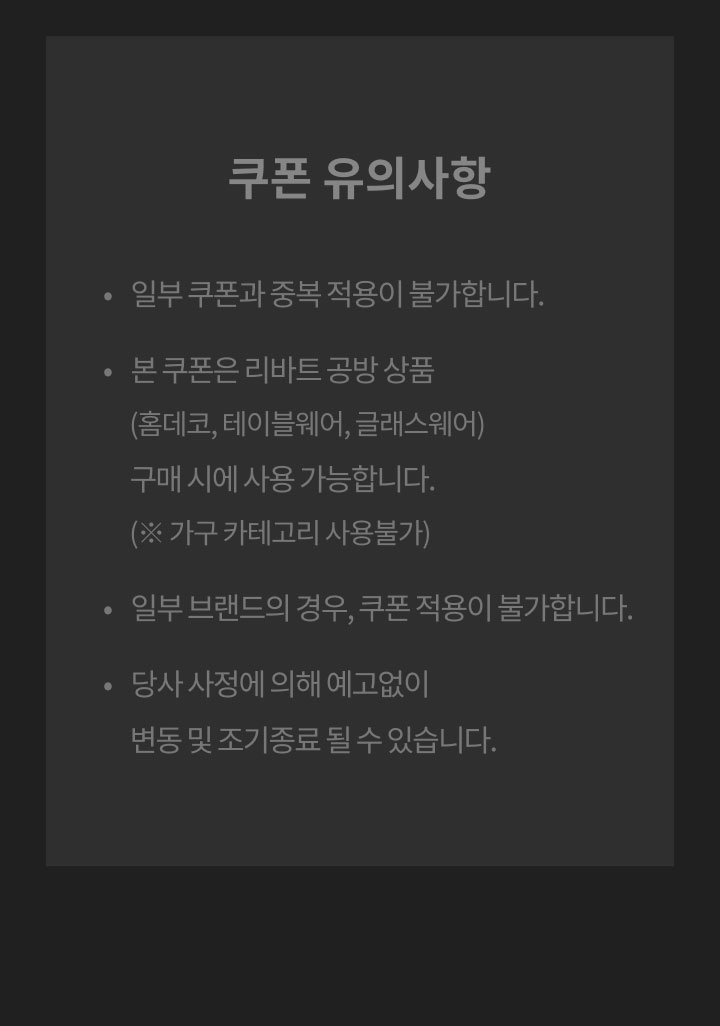 쿠폰 유의사항
• 일부 쿠폰과 중복 적용이 불가합니다.
• 본 쿠폰은 리바트 공방 상품
(홈데코, 테이블웨어, 글래스웨어)
구매 시에 사용 가능합니다.
(※ 가구 카테고리 사용불가)
• 일부 브랜드의 경우, 쿠폰 적용이 불가합니다.
• 당사 사정에 의해 예고없이
변동 및 조기종료 될 수 있습니다.